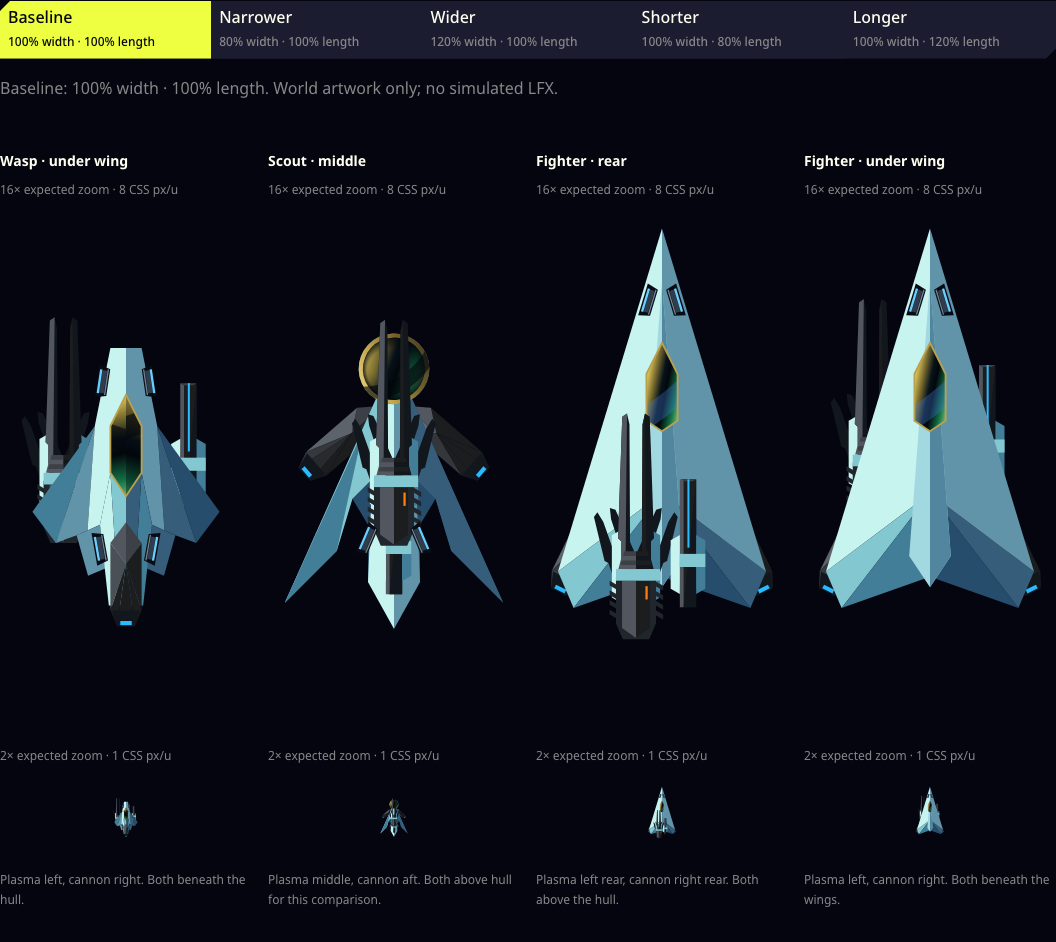 Baseline
100% width · 100% length
Narrower
80% width · 100% length
Wider
120% width · 100% length
Shorter
100% width · 80% length
Longer
100% width · 120% length
Baseline: 100% width · 100% length. World artwork only; no simulated LFX.
Wasp · under wing
16× expected zoom · 8 CSS px/u
Scout · middle
16× expected zoom · 8 CSS px/u
Fighter · rear
16× expected zoom · 8 CSS px/u
Fighter · under wing
16× expected zoom · 8 CSS px/u
2× expected zoom · 1 CSS px/u
2× expected zoom · 1 CSS px/u
2× expected zoom · 1 CSS px/u
2× expected zoom · 1 CSS px/u
Plasma left, cannon right. Both beneath the
hull.
Plasma middle, cannon aft. Both above hull
for this comparison.
Plasma left rear, cannon right rear. Both
above the hull.
Plasma left, cannon right. Both beneath the
wings.